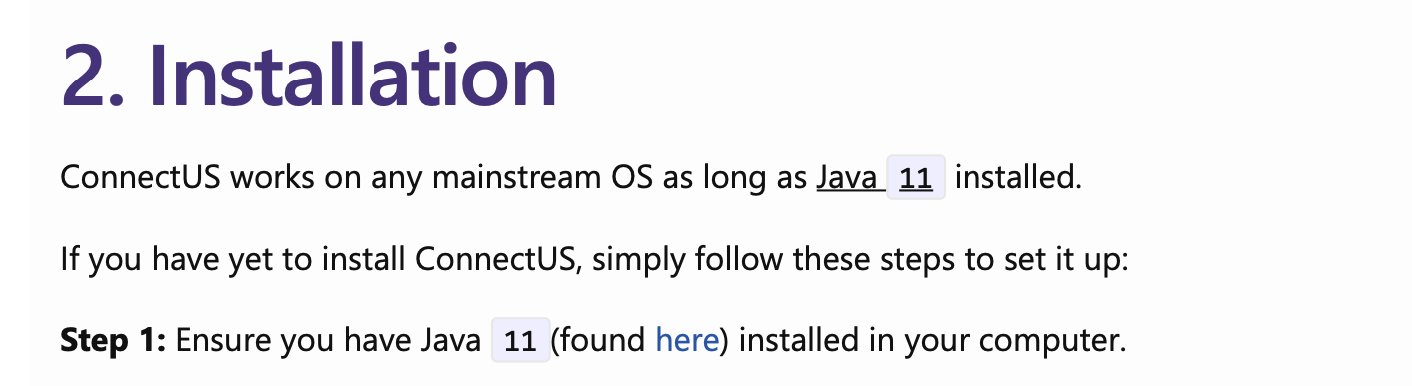 2. Installation
ConnectUS works on any mainstream OS as long as Java 11 installed.
If you have yet to install ConnectUS, simply follow these steps to set it up:
Step 1: Ensure you have Java 11 (found here) installed in your computer.